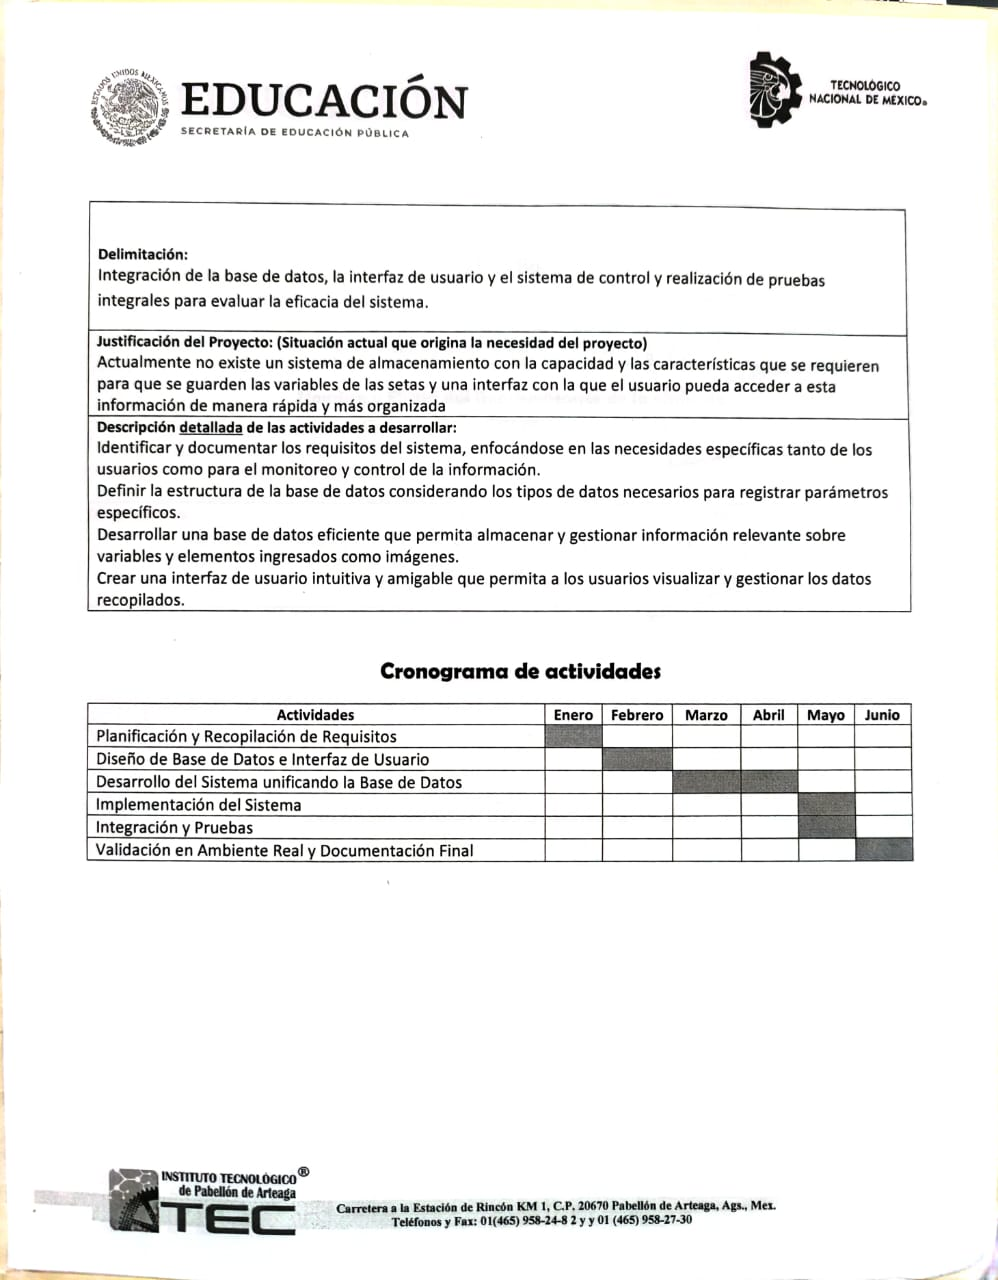 ESTADOS UNIDOS MEXICANOS
EDUCACIÓN
SECRETARÍA DE EDUCACIÓN PÚBLICA
TECNOLÓGICO
NACIONAL DE MÉXICO®
Delimitación:
Integración de la base de datos, la interfaz de usuario y el sistema de control y realización de pruebas
integrales para evaluar la eficacia del sistema.
Justificación del Proyecto: (Situación actual que origina la necesidad del proyecto)
Actualmente no existe un sistema de almacenamiento con la capacidad y las características que se requieren
para que se guarden las variables de las setas y una interfaz con la que el usuario pueda acceder a esta
información de manera rápida y más organizada
Descripción detallada de las actividades a desarrollar:
Identificar y documentar los requisitos del sistema, enfocándose en las necesidades específicas tanto de los
usuarios como para el monitoreo y control de la información.
Definir la estructura de la base de datos considerando los tipos de datos necesarios para registrar parámetros
específicos.
Desarrollar una base de datos eficiente que permita almacenar y gestionar información relevante sobre
variables y elementos ingresados como imágenes.
Crear una interfaz de usuario intuitiva y amigable que permita a los usuarios visualizar y gestionar los datos
recopilados.
Cronograma de actividades
Actividades Enero Febrero Marzo Abril Mayo Junio
Planificación y Recopilación de Requisitos
Diseño de Base de Datos e Interfaz de Usuario
Desarrollo del Sistema unificando la Base de Datos
Implementación del Sistema
Integración y Pruebas
Validación en Ambiente Real y Documentación Final
INSTITUTO TECNOLÓGICO®
de Pabellón de Arteaga
TEC
Carretera a la Estación de Rincón KM 1, C.P. 20670 Pabellón de Arteaga, Ags., Mex.
Teléfonos y Fax: 01(465) 958-24-8 2 y y 01 (465) 958-27-30